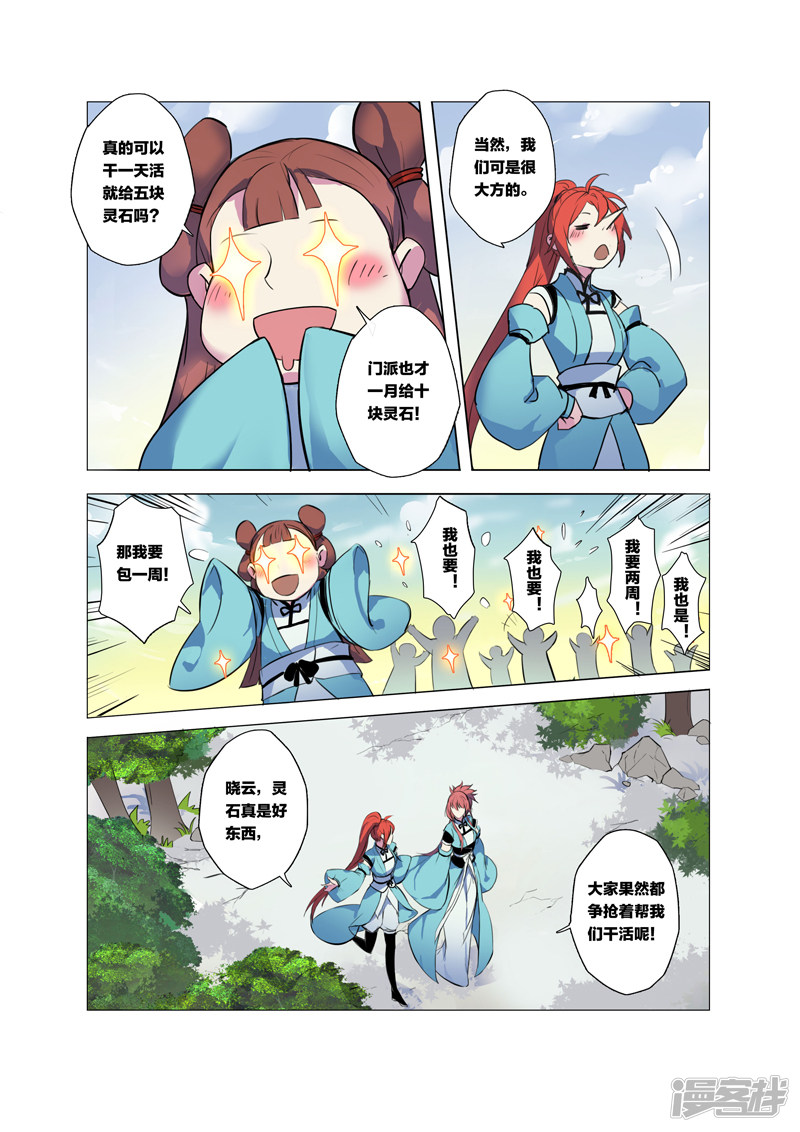 真的可以
干一天活
就给五块
灵石吗？
门派也才
一月给十
块灵石！
当然，我
们可是很
大方的。
那我要
包一周！
我也要！
我也要！
我要两周！
我也是！
晓云，灵
石真是好
东西，
大家果然都
争抢着帮我
们干活呢！
漫客栈